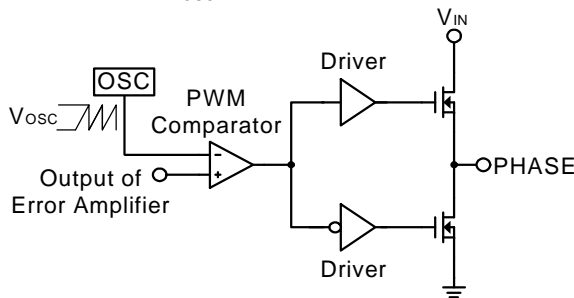 VIN
Driver
OSC
PWM
Comparator
VOSC
-
+
Output of
Error Amplifier
PHASE
Driver